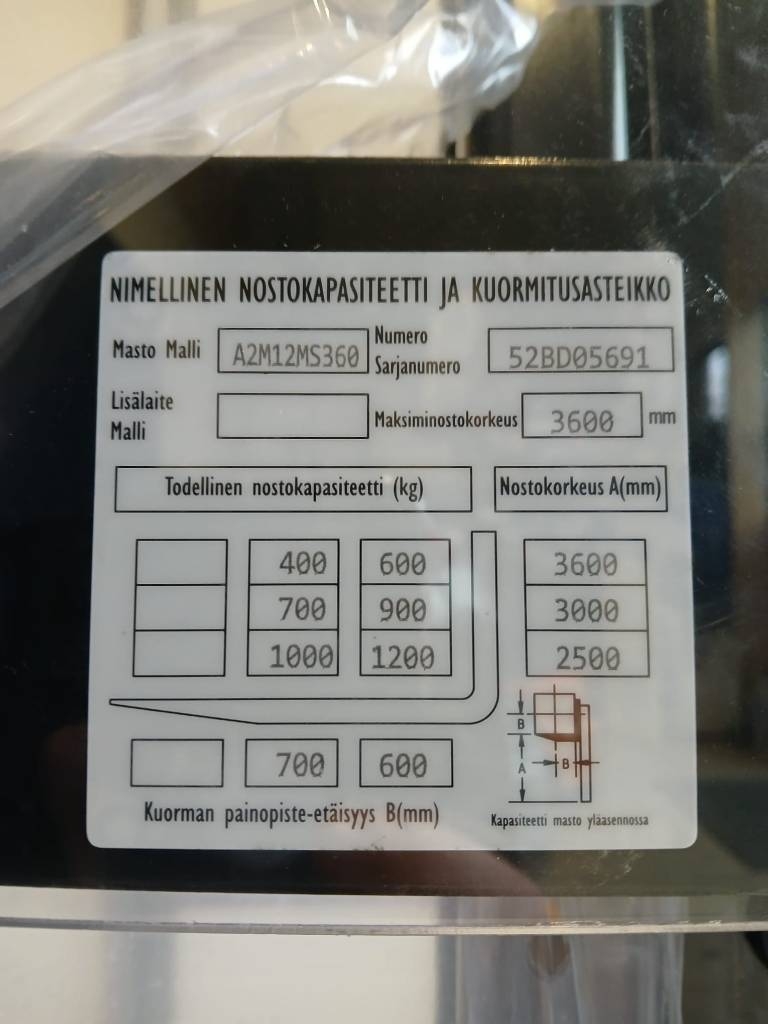 NIMELLINEN NOSTOKAPASITEETTI JA KUORMITUSASTEIKKO
Masto Malli A2M12MS360 Numero Sarjanumero 52BD05691
Lisälaite Malli Maksiminostokorkeus 3600 mm
Todellinen nostokapasiteetti (kg) Nostokorkeus A(mm)
400 600 3600
700 900 3000
1000 1200 2500
B
A B
700 600
Kuorman painopiste-etäisyys B(mm) Kapasiteetti masto yläasennossa